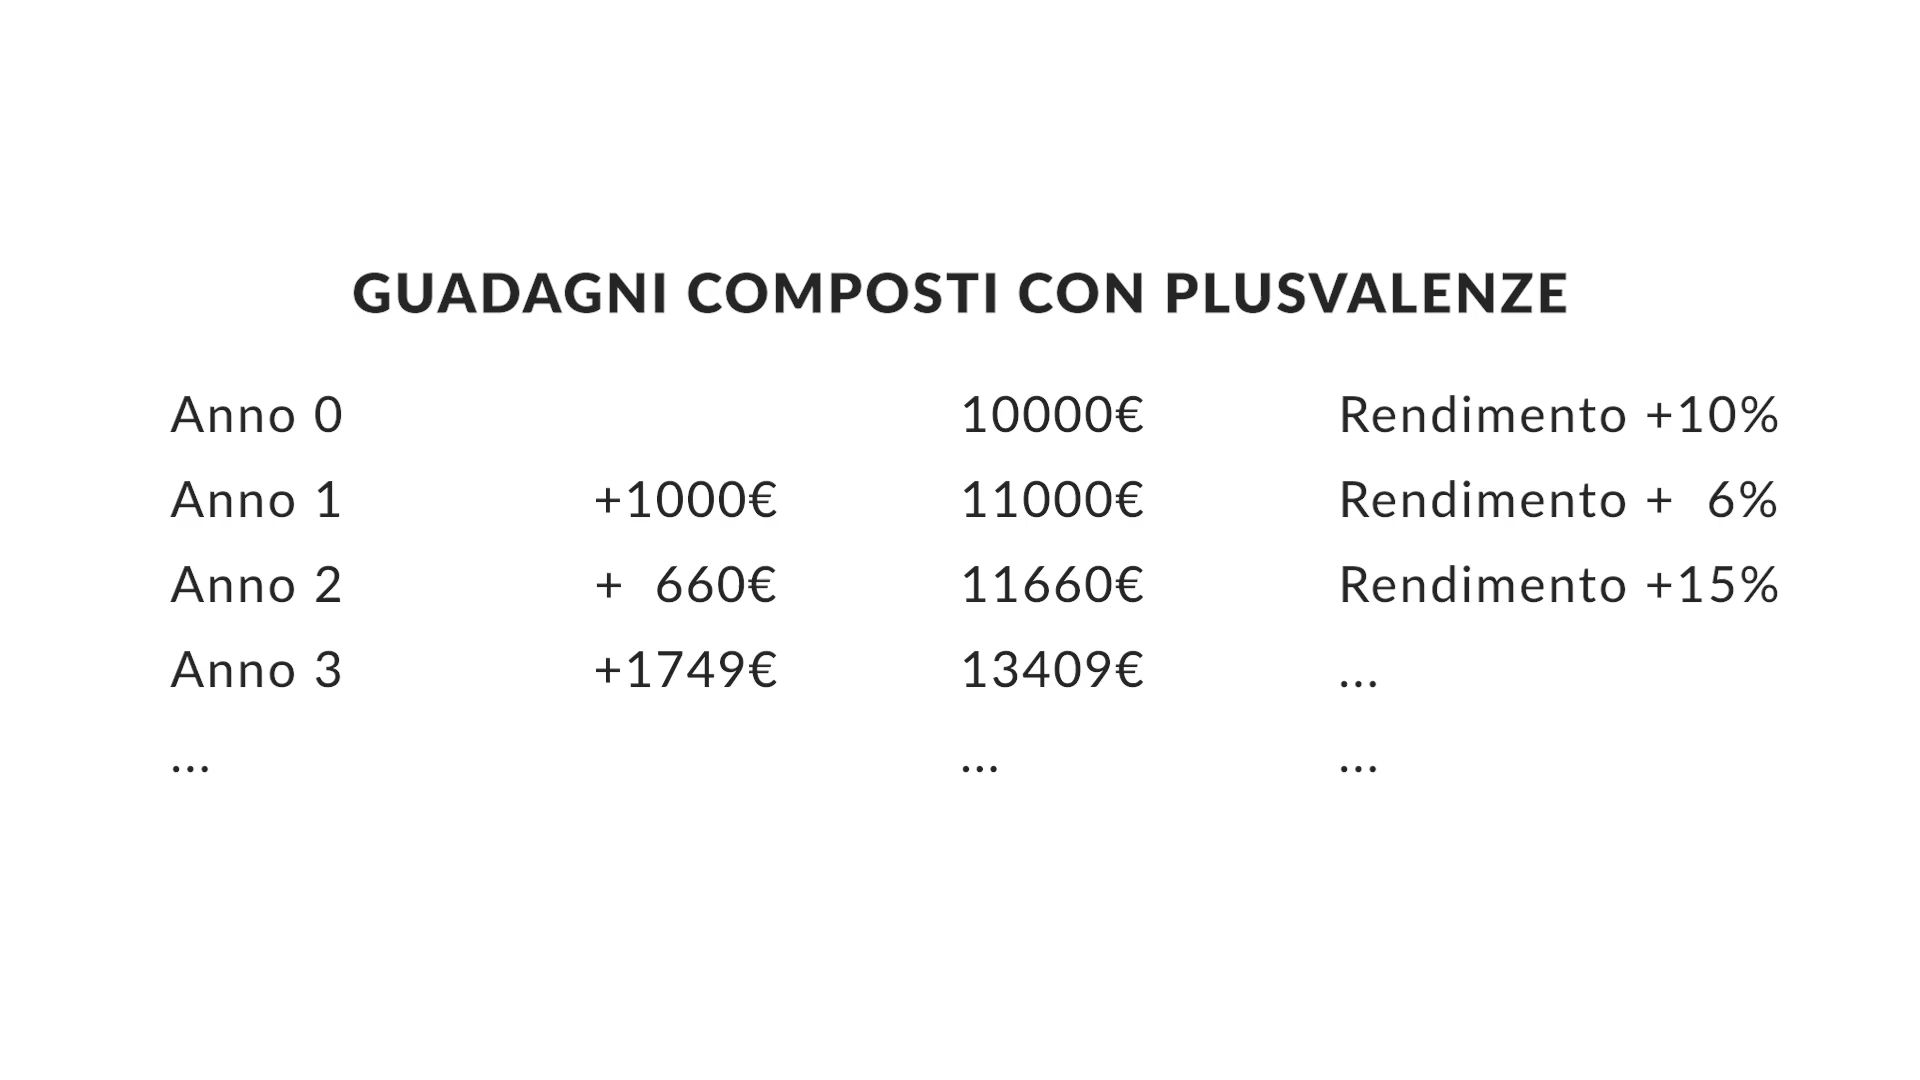 GUADAGNI COMPOSTI CON PLUSVALENZE
Anno 0 10000€ Rendimento +10%
Anno 1 +1000€ 11000€ Rendimento + 6%
Anno 2 + 660€ 11660€ Rendimento +15%
Anno 3 +1749€ 13409€ ...
... ... ...